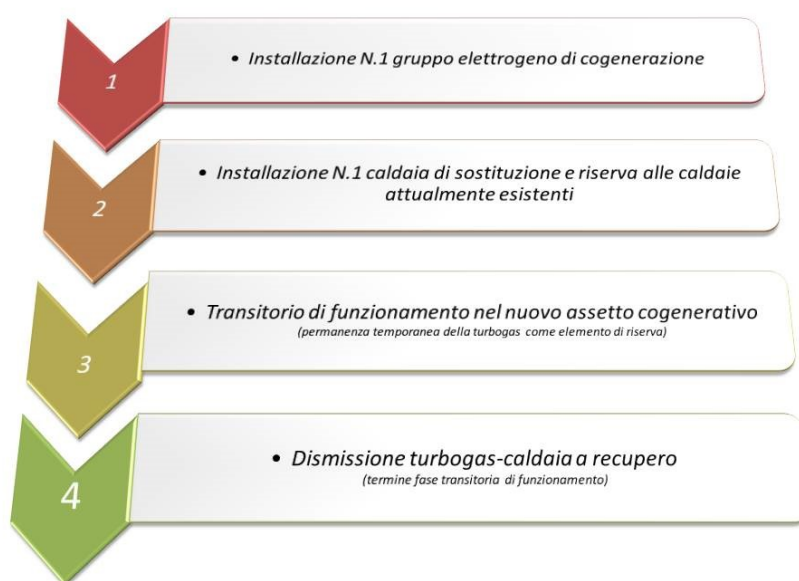 1
• Installazione N.1 gruppo elettrogeno di cogenerazione
2
• Installazione N.1 caldaia di sostituzione e riserva alle caldaie
attualmente esistenti
3
• Transitorio di funzionamento nel nuovo assetto cogenerativo
(permanenza temporanea della turbogas come elemento di riserva)
4
• Dismissione turbogas-caldaia a recupero
(termine fase transitoria di funzionamento)